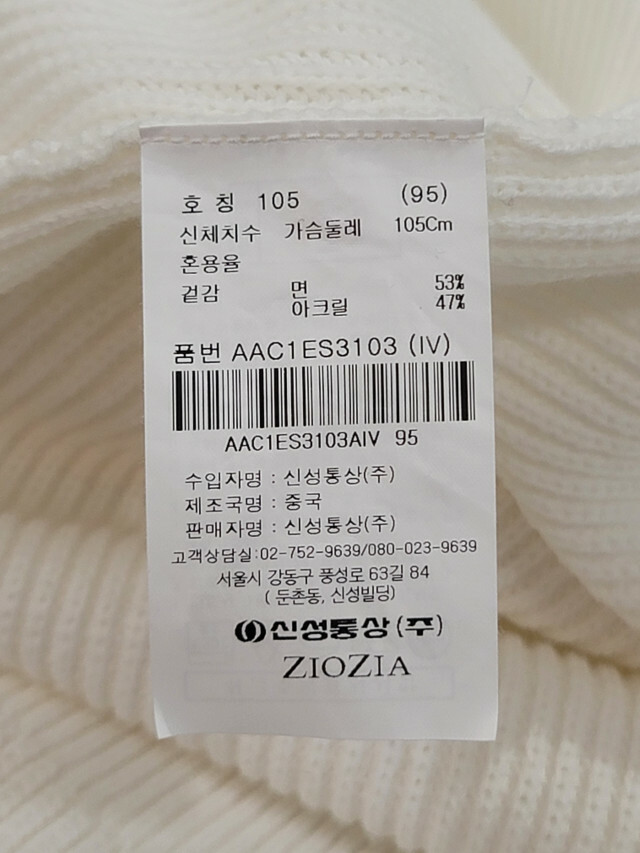 호 칭 105 (95)
신체치수 가슴둘레 105Cm
혼용율
겉감 면 53%
아크릴 47%
품번 AAC1ES3103 (IV)
AAC1ES3103AIV 95
수입자명 : 신성통상(주)
제조국명 : 중국
판매자명 : 신성통상(주)
고객상담실:02-752-9639/080-023-9639
서울시 강동구 풍성로 63길 84
( 둔촌동, 신성빌딩)
신성통상(주)
ZIOZIA